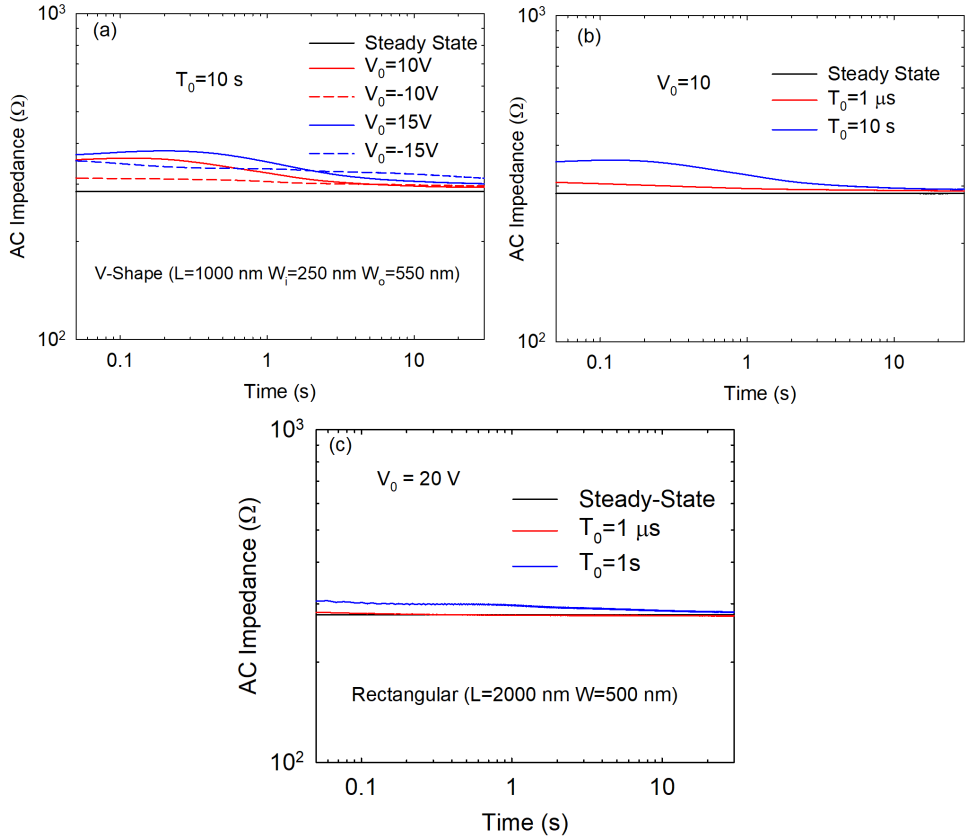 (a)
10³
Steady State
V₀=10V
V₀=-10V
V₀=15V
V₀=-15V
T₀=10 s
AC Impedance (Ω)
V-Shape (L=1000 nm Wᵢ=250 nm Wₒ=550 nm)
10²
0.1 1 10
Time (s)
(b)
10³
V₀=10
Steady State
T₀=1 μs
T₀=10 s
AC Impedance (Ω)
10²
0.1 1 10
Time (s)
(c)
10³
V₀ = 20 V
Steady-State
T₀=1 μs
T₀=1s
AC Impedance (Ω)
Rectangular (L=2000 nm W=500 nm)
10²
0.1 1 10
Time (s)